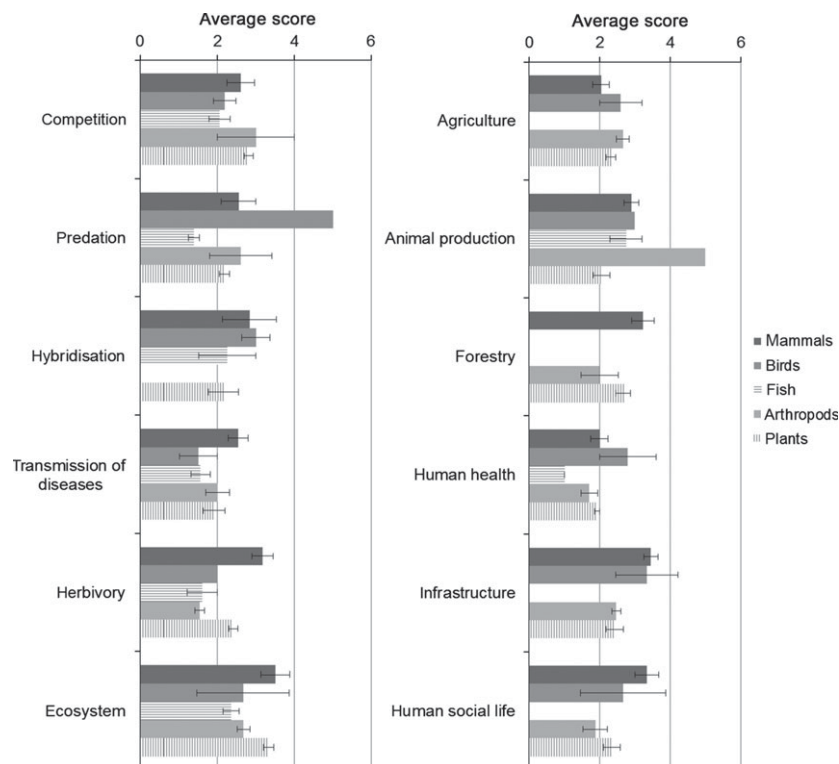 Average score
0 2 4 6
Competition
Predation
Hybridisation
Transmission of
diseases
Herbivory
Ecosystem
Average score
0 2 4 6
Agriculture
Animal production
Forestry
Human health
Infrastructure
Human social life
Mammals
Birds
Fish
Arthropods
Plants